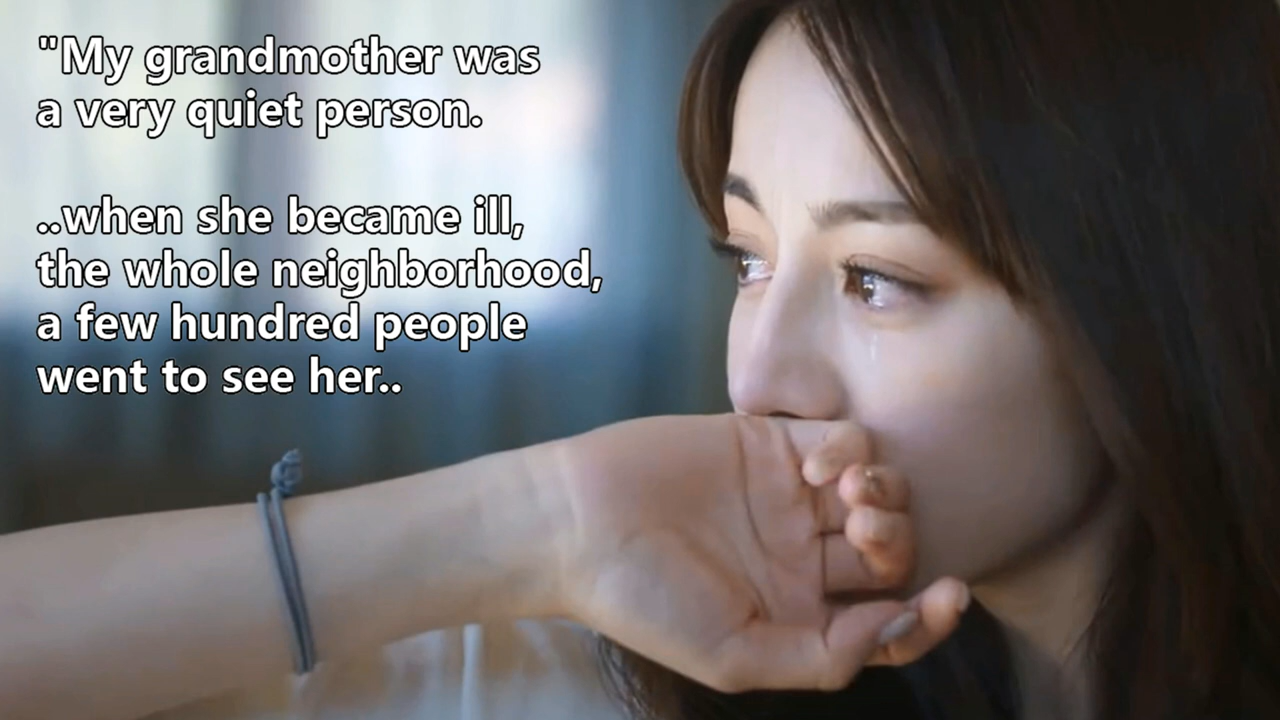 "My grandmother was
a very quiet person.
..when she became ill,
the whole neighborhood,
a few hundred people
went to see her..